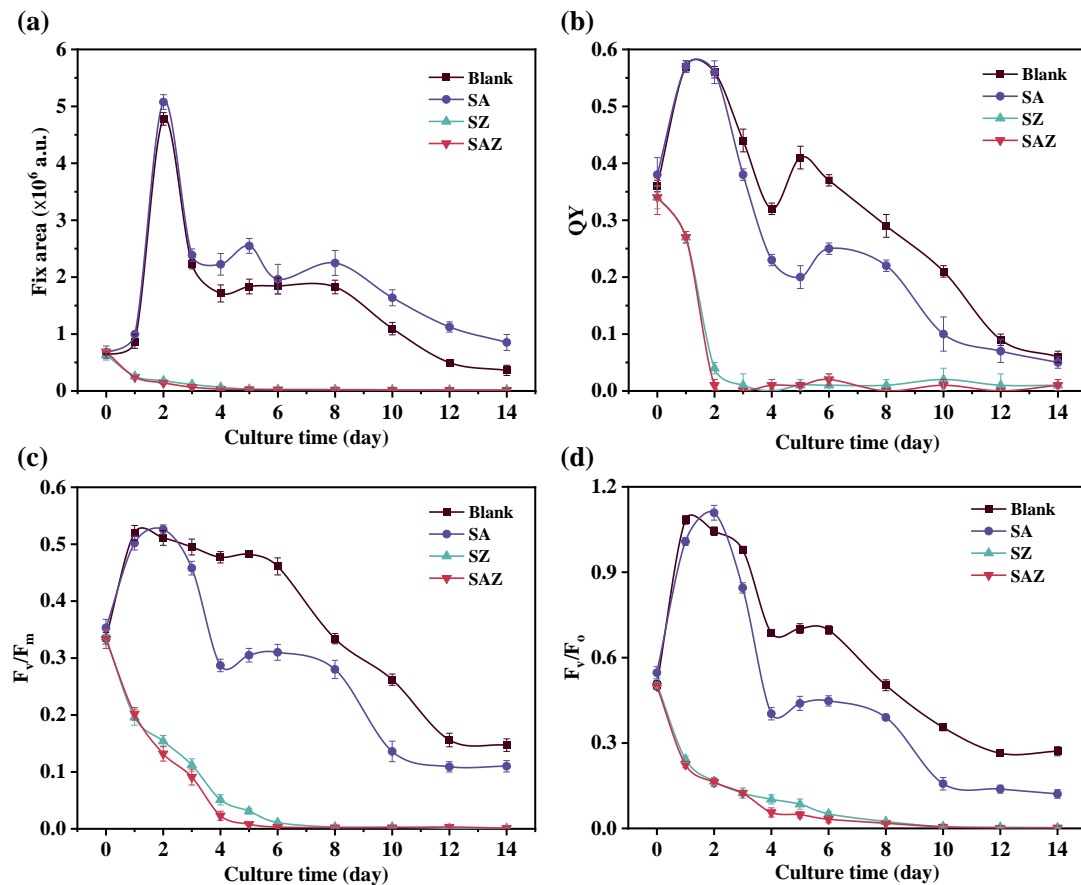 (a)
6
5
4
3
2
1
0
Fix area (×10⁶ a.u.)
0 2 4 6 8 10 12 14
Culture time (day)
Blank
SA
SZ
SAZ
(b)
0.6
0.5
0.4
0.3
0.2
0.1
0.0
QY
0 2 4 6 8 10 12 14
Culture time (day)
Blank
SA
SZ
SAZ
(c)
0.6
0.5
0.4
0.3
0.2
0.1
0.0
Fᵥ/Fₘ
0 2 4 6 8 10 12 14
Culture time (day)
Blank
SA
SZ
SAZ
(d)
1.2
0.9
0.6
0.3
0.0
Fᵥ/Fₒ
0 2 4 6 8 10 12 14
Culture time (day)
Blank
SA
SZ
SAZ